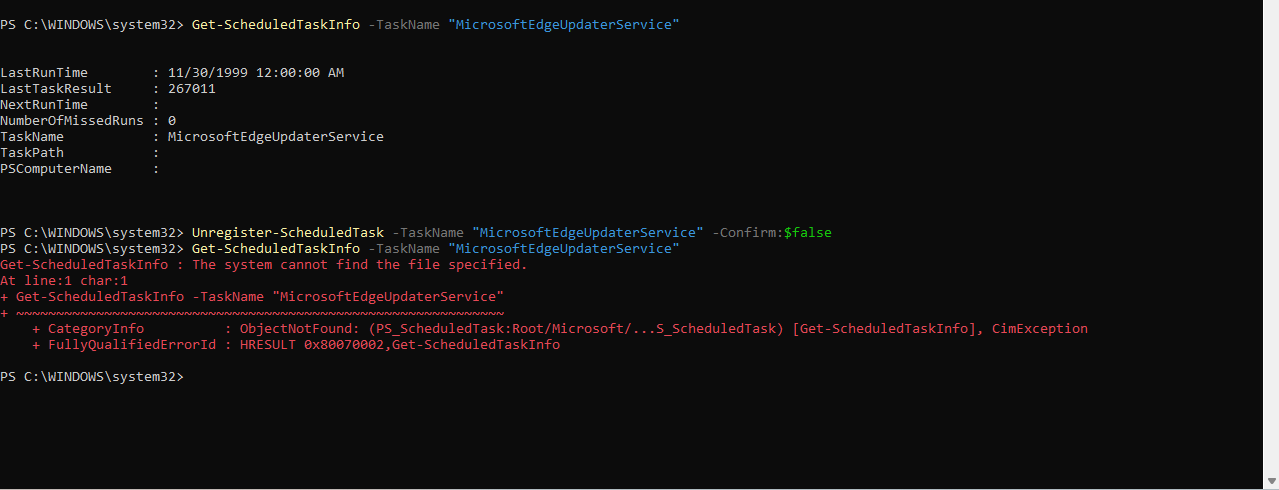 PS C:\WINDOWS\system32> Get-ScheduledTaskInfo -TaskName "MicrosoftEdgeUpdaterService"
LastRunTime : 11/30/1999 12:00:00 AM
LastTaskResult : 267011
NextRunTime :
NumberOfMissedRuns : 0
TaskName : MicrosoftEdgeUpdaterService
TaskPath :
PSComputerName :
PS C:\WINDOWS\system32> Unregister-ScheduledTask -TaskName "MicrosoftEdgeUpdaterService" -Confirm:$false
PS C:\WINDOWS\system32> Get-ScheduledTaskInfo -TaskName "MicrosoftEdgeUpdaterService"
Get-ScheduledTaskInfo : The system cannot find the file specified.
At line:1 char:1
+ Get-ScheduledTaskInfo -TaskName "MicrosoftEdgeUpdaterService"
+ ~~~~~~~~~~~~~~~~~~~~~~~~~~~~~~~~~~~~~~~~~~~~~~~~~~~~~~~~~~~~~
+ CategoryInfo : ObjectNotFound: (PS_ScheduledTask:Root/Microsoft/...S_ScheduledTask) [Get-ScheduledTaskInfo], CimException
+ FullyQualifiedErrorId : HRESULT 0x80070002,Get-ScheduledTaskInfo
PS C:\WINDOWS\system32>